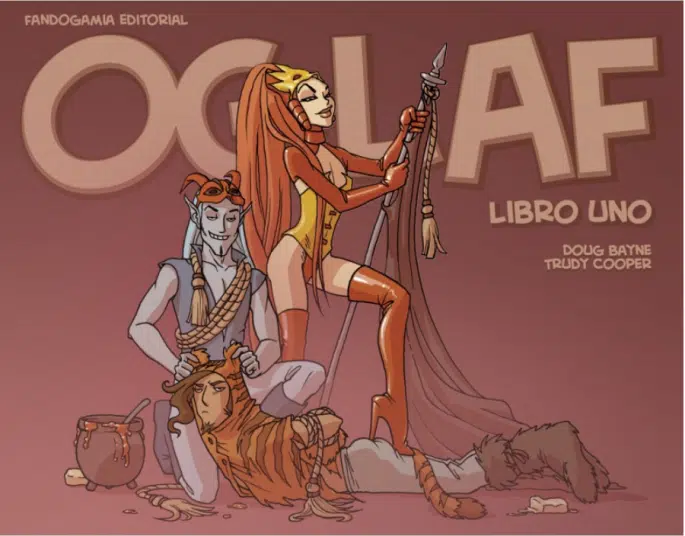 FANDOGAMIA EDITORIAL
OGLAF
LIBRO UNO
DOUG BAYNE
TRUDY COOPER